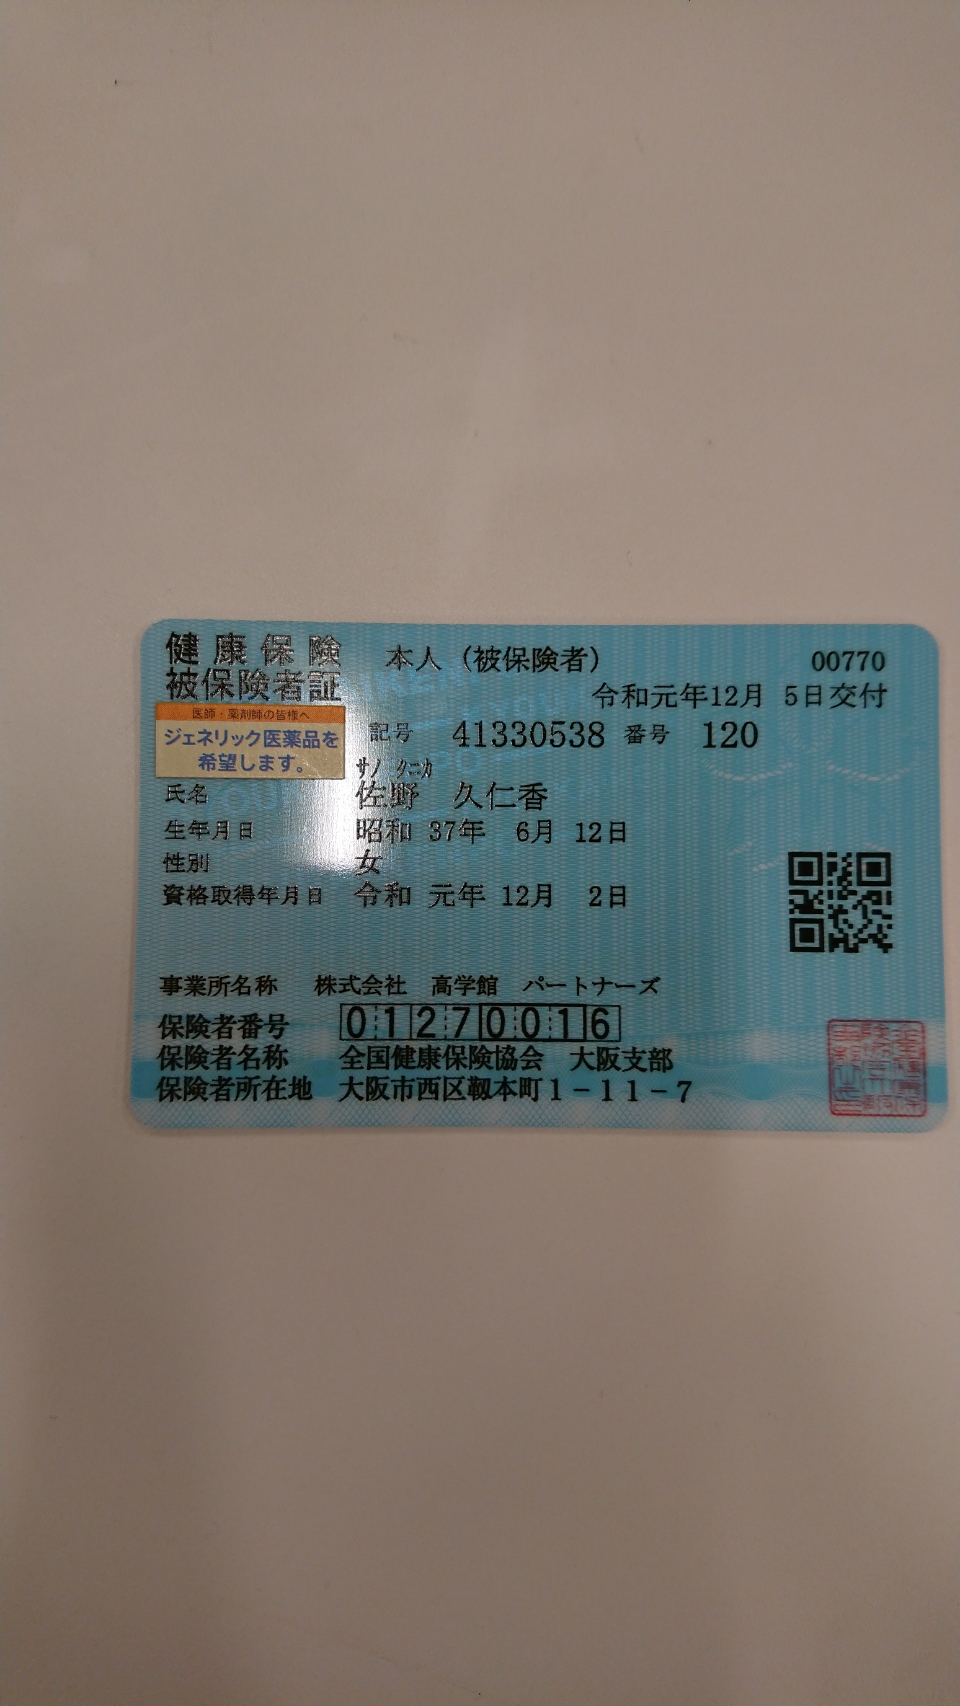 健康保険 本人（被保険者） 00770
被保険者証 令和元年12月 5日交付
医師・薬剤師の皆様へ
ジェネリック医薬品を
希望します。
記号 41330538 番号 120
サノ クニカ
氏名 佐野 久仁香
生年月日 昭和 37年 6月 12日
性別 女
資格取得年月日 令和 元年 12月 2日
事業所名称 株式会社 高学館 パートナーズ
保険者番号 01270016
保険者名称 全国健康保険協会 大阪支部
保険者所在地 大阪市西区靱本町1－11－7